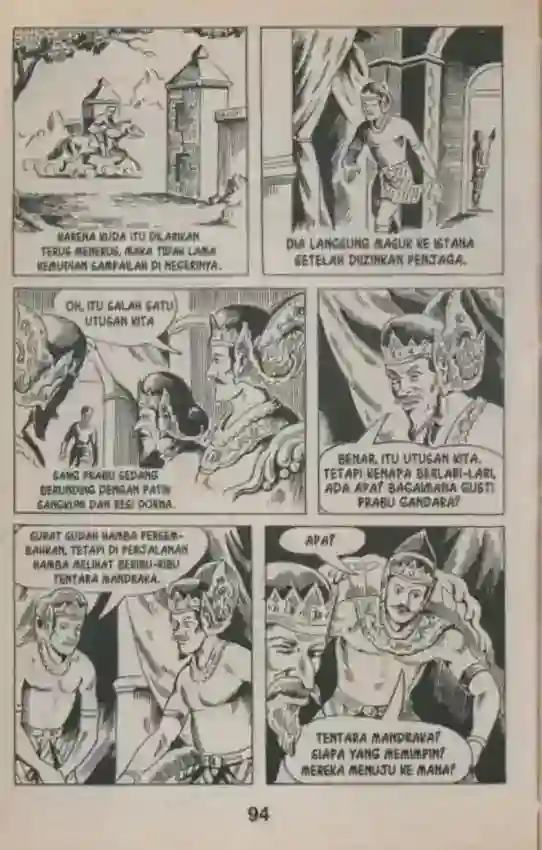 KARENA KUDA ITU DILARIKAN
TERUS MENERUS, MAKA TIDAK LAMA
KEMUDIAN SAMPAILAH DI NEGERINYA.
DIA LANGSUNG MASUK KE ISTANA
SETELAH DIIZINKAN PENJAGA.
OH, ITU SALAH SATU
UTUSAN KITA
SANG PRABU SEDANG
BERUNDING DENGAN PATIH
SANGKUNI DAN RESI DORNA.
BENAR, ITU UTUSAN KITA.
TETAPI KENAPA BERLARI-LARI,
ADA APA? BAGAIMANA GUSTI
PRABU GANDARA?
SURAT SUDAH HAMBA PERSEM-
BAHKAN, TETAPI DI PERJALANAN
HAMBA MELIHAT BERIBU-RIBU
TENTARA MANDRAKA.
APA?
TENTARA MANDRAKA?
SIAPA YANG MEMIMPIN?
MEREKA MENUJU KE MANA?
94